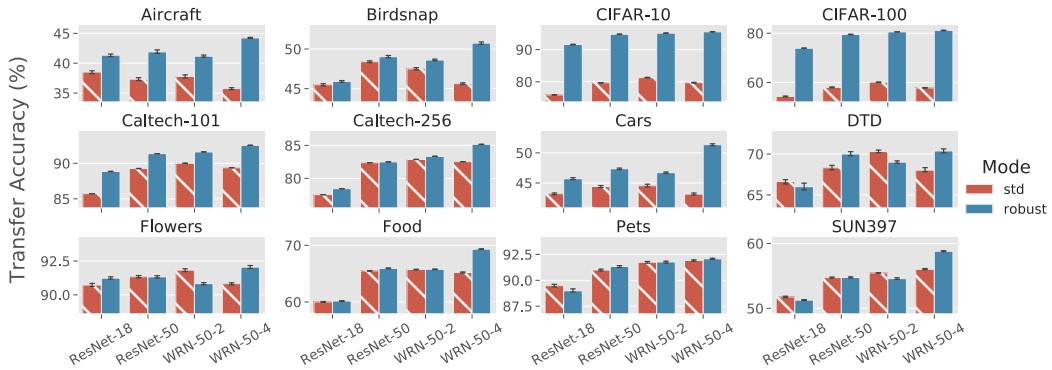 Aircraft Birdsnap CIFAR-10 CIFAR-100
45 40 35
50 45
90 80
80 60
Transfer Accuracy (%)
Caltech-101 Caltech-256 Cars DTD
90 85
85 80
50 45
70 65
Mode
std
robust
Flowers Food Pets SUN397
92.5 90.0
70 60
92.5 90.0 87.5
60 50
ResNet-18 ResNet-50 WRN-50-2 WRN-50-4
ResNet-18 ResNet-50 WRN-50-2 WRN-50-4
ResNet-18 ResNet-50 WRN-50-2 WRN-50-4
ResNet-18 ResNet-50 WRN-50-2 WRN-50-4